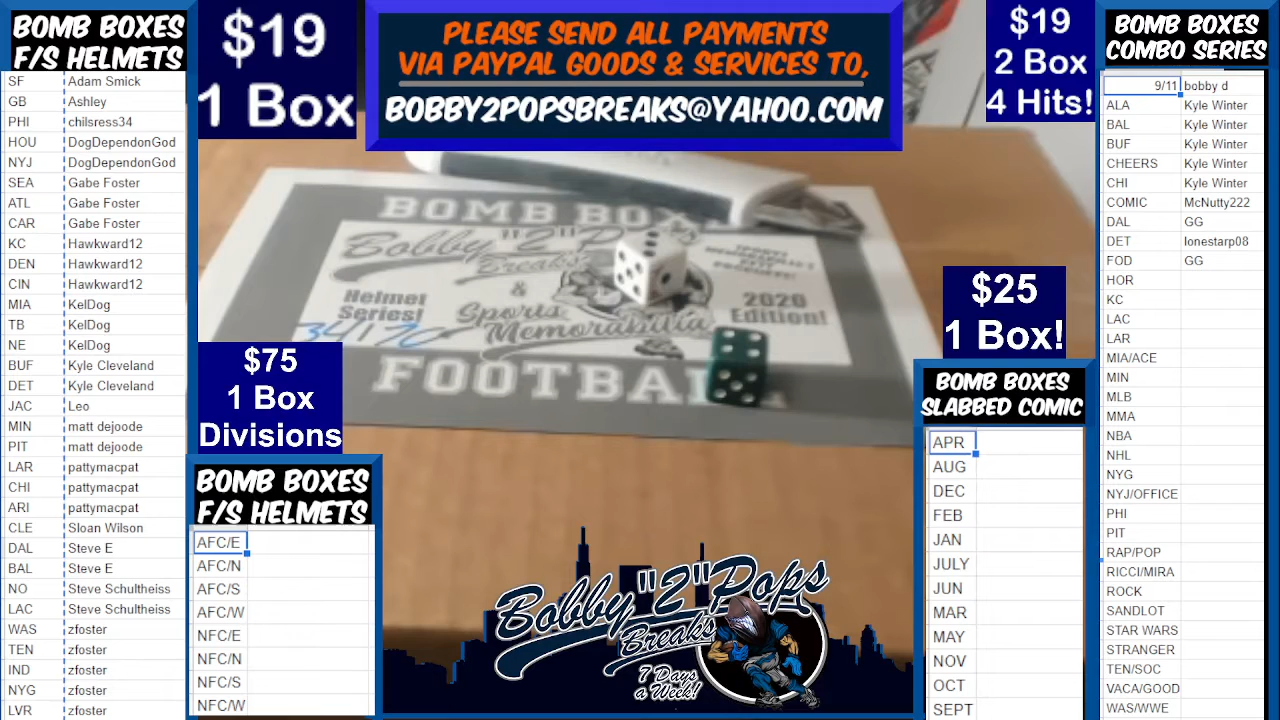 BOMB BOXES
F/S HELMETS
SF Adam Smick
GB Ashley
PHI chilsress34
HOU DogDependonGod
NYJ DogDependonGod
SEA Gabe Foster
ATL Gabe Foster
CAR Gabe Foster
KC Hawkward12
DEN Hawkward12
CIN Hawkward12
MIA KelDog
TB KelDog
NE KelDog
BUF Kyle Cleveland
DET Kyle Cleveland
JAC Leo
MIN matt dejoode
PIT matt dejoode
LAR pattymacpat
CHI pattymacpat
ARI pattymacpat
CLE Sloan Wilson
DAL Steve E
BAL Steve E
NO Steve Schultheiss
LAC Steve Schultheiss
WAS zfoster
TEN zfoster
IND zfoster
NYG zfoster
LVR zfoster
$19
1 Box
PLEASE SEND ALL PAYMENTS
VIA PAYPAL GOODS & SERVICES TO,
BOBBY2POPSBREAKS@YAHOO.COM
$19
2 Box
4 Hits!
BOMB BOX
Bobby "2" P
Breaks
&
Sports
Memorabilia
Helmet
Series!
2020
Edition!
34/170
FOOTBAL
$75
1 Box
Divisions
BOMB BOXES
F/S HELMETS
AFC/E
AFC/N
AFC/S
AFC/W
NFC/E
NFC/N
NFC/S
NFC/W
Bobby "2" Pops
Breaks
7 Days
a Week!
$25
1 Box!
BOMB BOXES
SLABBED COMIC
APR
AUG
DEC
FEB
JAN
JULY
JUN
MAR
MAY
NOV
OCT
SEPT
BOMB BOXES
COMBO SERIES
9/11 bobby d
ALA Kyle Winter
BAL Kyle Winter
BUF Kyle Winter
CHEERS Kyle Winter
CHI Kyle Winter
COMIC McNutty222
DAL GG
DET lonestarp08
FOD GG
HOR
KC
LAC
LAR
MIA/ACE
MIN
MLB
MMA
NBA
NHL
NYG
NYJ/OFFICE
PHI
PIT
RAP/POP
RICCI/MIRA
ROCK
SANDLOT
STAR WARS
STRANGER
TEN/SOC
VACA/GOOD
WAS/WWE